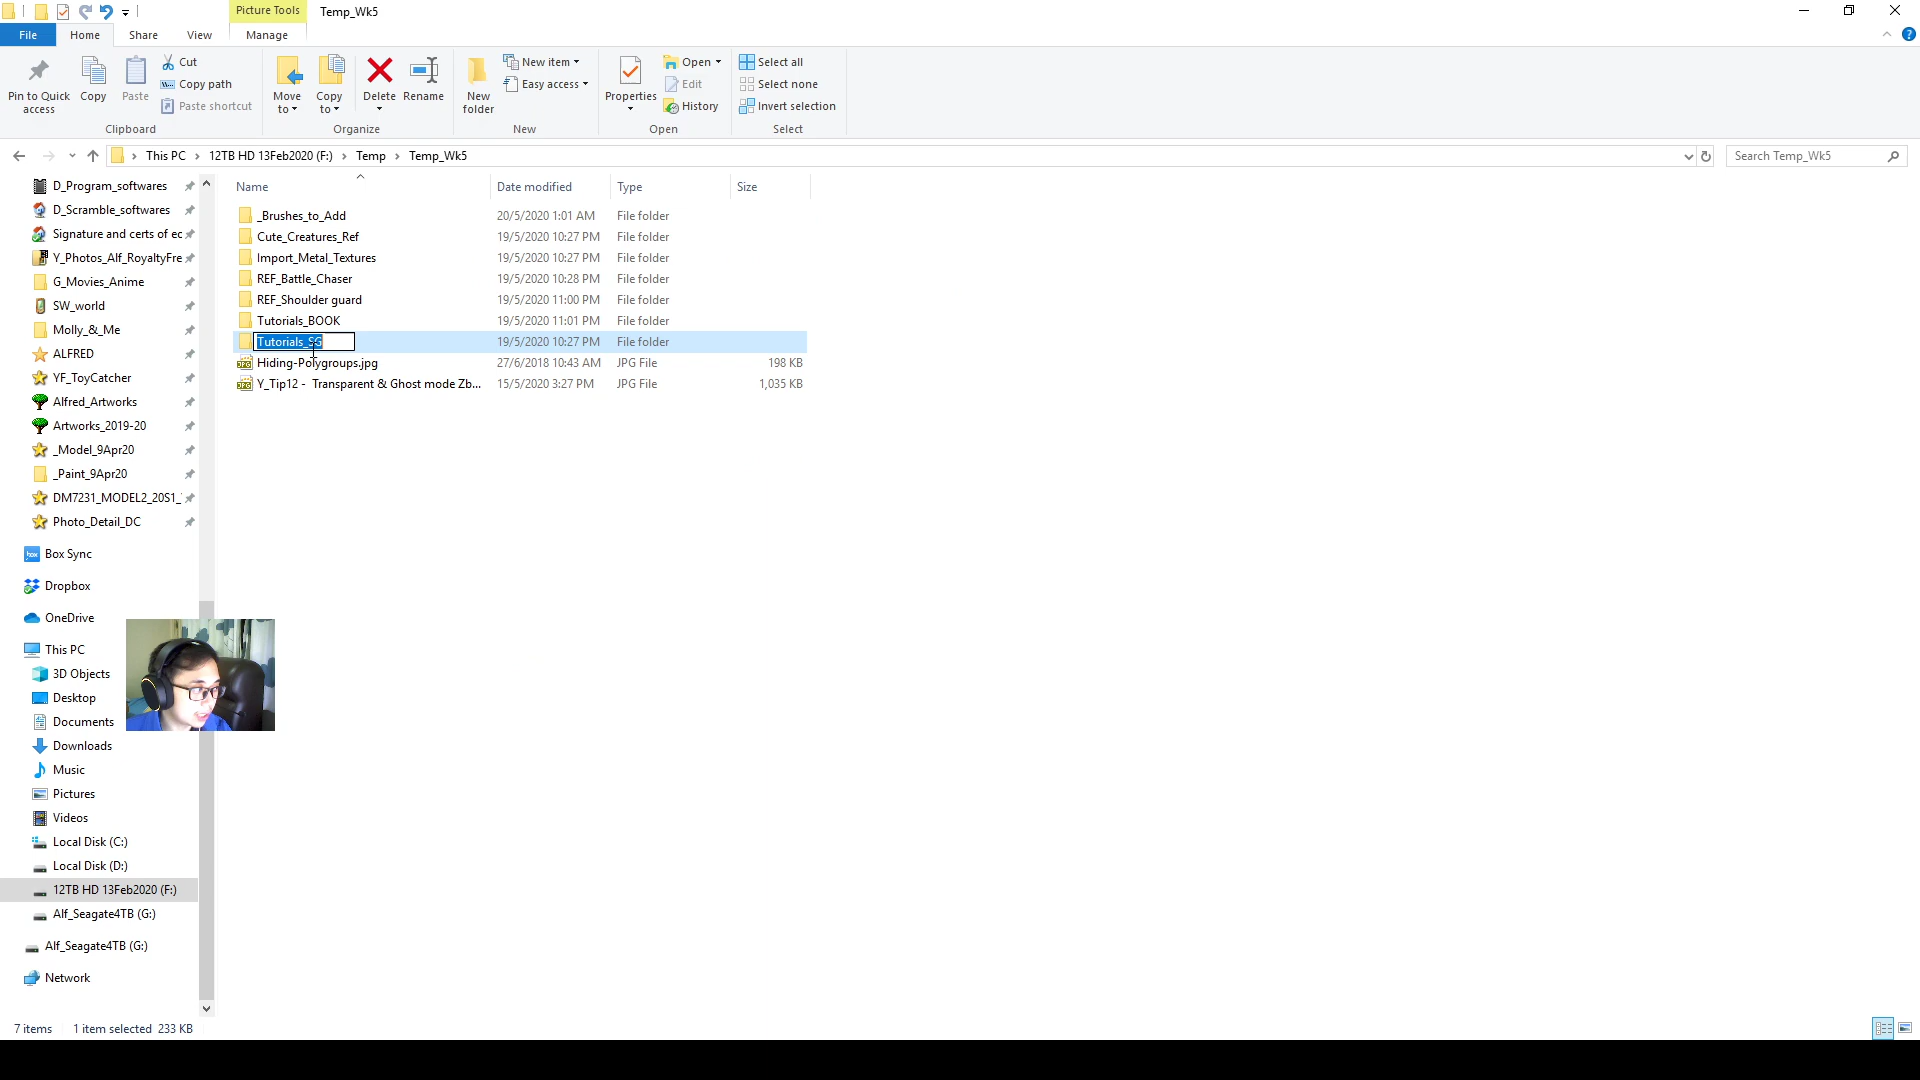 Picture Tools
Temp_Wk5
File
Home
Share
View
Manage
Pin to Quick access
Copy
Paste
Cut
Copy path
Paste shortcut
Clipboard
Move to
Copy to
Delete
Rename
Organize
New folder
New item
Easy access
New
Properties
Open
Edit
History
Open
Select all
Select none
Invert selection
Select
This PC
12TB HD 13Feb2020 (F:)
Temp
Temp_Wk5
Search Temp_Wk5
Name
Date modified
Type
Size
_Brushes_to_Add 20/5/2020 1:01 AM File folder
Cute_Creatures_Ref 19/5/2020 10:27 PM File folder
Import_Metal_Textures 19/5/2020 10:27 PM File folder
REF_Battle_Chaser 19/5/2020 10:28 PM File folder
REF_Shoulder guard 19/5/2020 11:00 PM File folder
Tutorials_BOOK 19/5/2020 11:01 PM File folder
Tutorials_SG 19/5/2020 10:27 PM File folder
Hiding-Polygroups.jpg 27/6/2018 10:43 AM JPG File 198 KB
Y_Tip12 - Transparent & Ghost mode Zb... 15/5/2020 3:27 PM JPG File 1,035 KB
D_Program_softwares
D_Scramble_softwares
Signature and certs of ec
Y_Photos_Alf_RoyaltyFre
G_Movies_Anime
SW_world
Molly_&_Me
ALFRED
YF_ToyCatcher
Alfred_Artworks
Artworks_2019-20
_Model_9Apr20
_Paint_9Apr20
DM7231_MODEL2_20S1_
Photo_Detail_DC
Box Sync
Dropbox
OneDrive
This PC
3D Objects
Desktop
Documents
Downloads
Music
Pictures
Videos
Local Disk (C:)
Local Disk (D:)
12TB HD 13Feb2020 (F:)
Alf_Seagate4TB (G:)
Alf_Seagate4TB (G:)
Network
7 items
1 item selected 233 KB